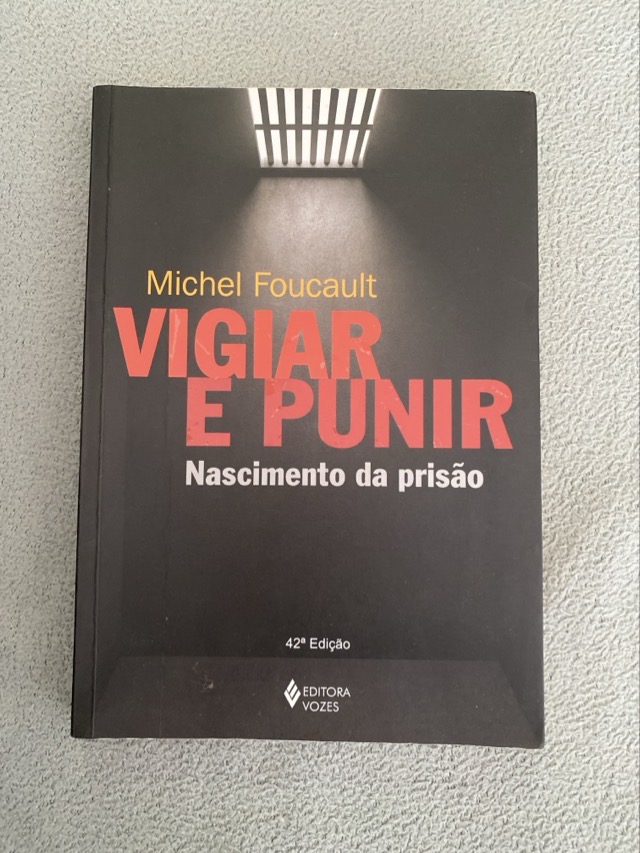 Michel Foucault
VIGIAR
E PUNIR
Nascimento da prisão
42ª Edição
EDITORA
VOZES